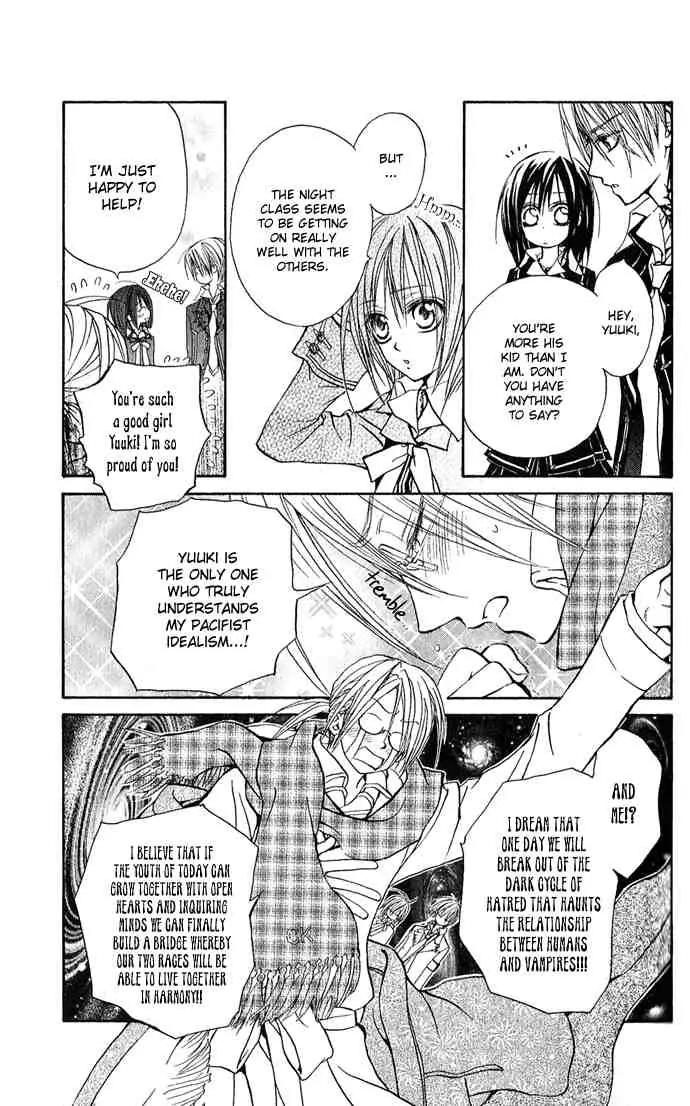 HEY,
YUUKI,
YOU'RE
MORE HIS
KID THAN I
AM. DON'T
YOU HAVE
ANYTHING
TO SAY?
Hmm...
BUT
...
THE NIGHT
CLASS SEEMS
TO BE GETTING
ON REALLY
WELL WITH THE
OTHERS.
I'M JUST
HAPPY TO
HELP!
Ehehe!
You're such
a good girl
Yuuki! I'm so
proud of you!
tremble...
YUUKI IS
THE ONLY ONE
WHO TRULY
UNDERSTANDS
MY PACIFIST
IDEALISM...!
AND
ME!?
I DREAM THAT
ONE DAY WE WILL
BREAK OUT OF THE
DARK CYCLE OF
HATRED THAT HAUNTS
THE RELATIONSHIP
BETWEEN HUMANS
AND VAMPIRES!!!
I BELIEVE THAT IF
THE YOUTH OF TODAY CAN
GROW TOGETHER WITH OPEN
HEARTS AND INQUIRING
MINDS WE CAN FINALLY
BUILD A BRIDGE WHEREBY
OUR TWO RACES WILL BE
ABLE TO LIVE TOGETHER
IN HARMONY!!
CK